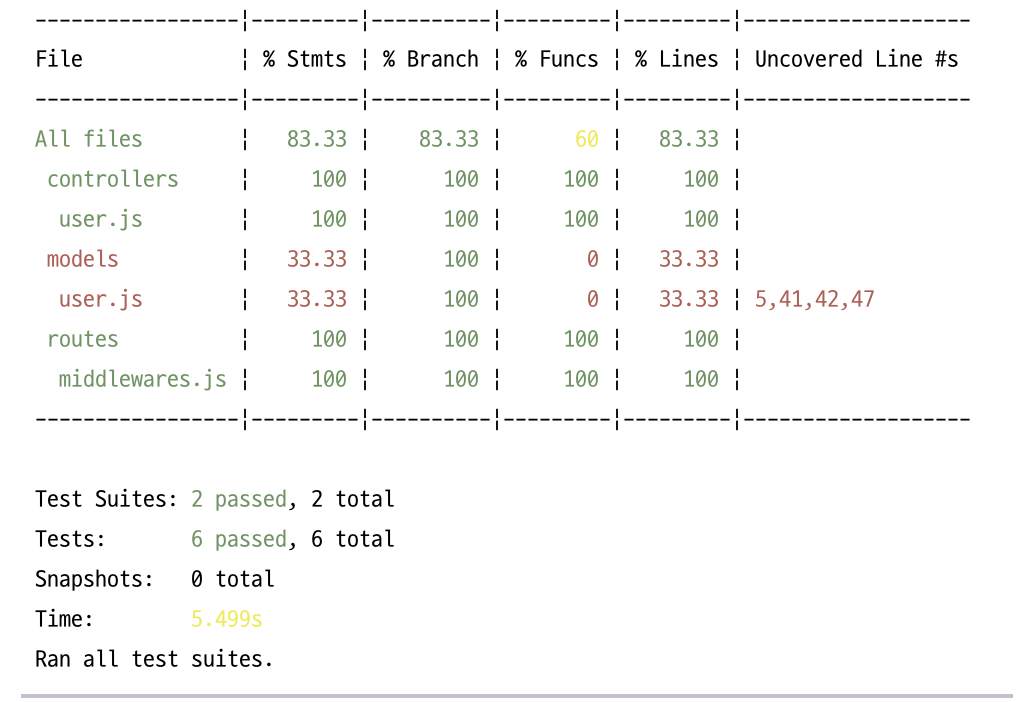 -----------------|---------|----------|---------|---------|-------------------
File             | % Stmts | % Branch | % Funcs | % Lines | Uncovered Line #s
-----------------|---------|----------|---------|---------|-------------------
All files        |   83.33 |    83.33 |      60 |   83.33 |
 controllers     |     100 |      100 |     100 |     100 |
  user.js        |     100 |      100 |     100 |     100 |
 models          |   33.33 |      100 |       0 |   33.33 |
  user.js        |   33.33 |      100 |       0 |   33.33 | 5,41,42,47
 routes          |     100 |      100 |     100 |     100 |
  middlewares.js |     100 |      100 |     100 |     100 |
-----------------|---------|----------|---------|---------|-------------------
Test Suites: 2 passed, 2 total
Tests:       6 passed, 6 total
Snapshots:   0 total
Time:        5.499s
Ran all test suites.